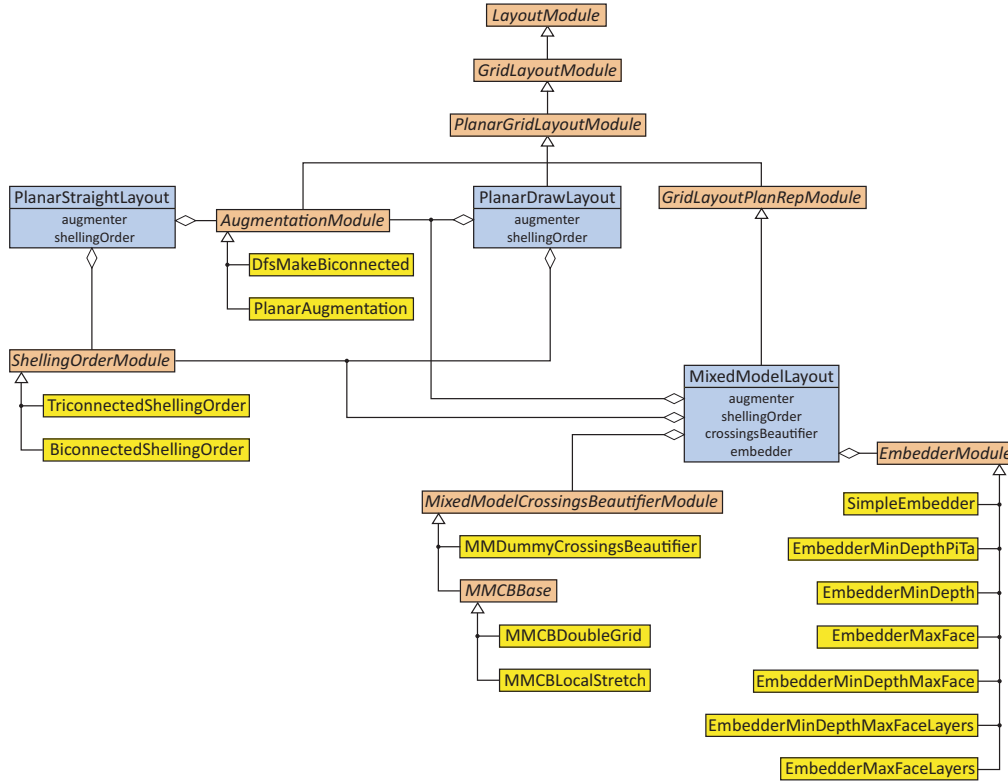 LayoutModule
GridLayoutModule
PlanarGridLayoutModule
PlanarStraightLayout
augmenter
shellingOrder
AugmentationModule
DfsMakeBiconnected
PlanarAugmentation
PlanarDrawLayout
augmenter
shellingOrder
GridLayoutPlanRepModule
ShellingOrderModule
TriconnectedShellingOrder
BiconnectedShellingOrder
MixedModelLayout
augmenter
shellingOrder
crossingsBeautifier
embedder
MixedModelCrossingsBeautifierModule
MMDummyCrossingsBeautifier
MMCBBase
MMCBDoubleGrid
MMCBLocalStretch
EmbedderModule
SimpleEmbedder
EmbedderMinDepthPiTa
EmbedderMinDepth
EmbedderMaxFace
EmbedderMinDepthMaxFace
EmbedderMinDepthMaxFaceLayers
EmbedderMaxFaceLayers